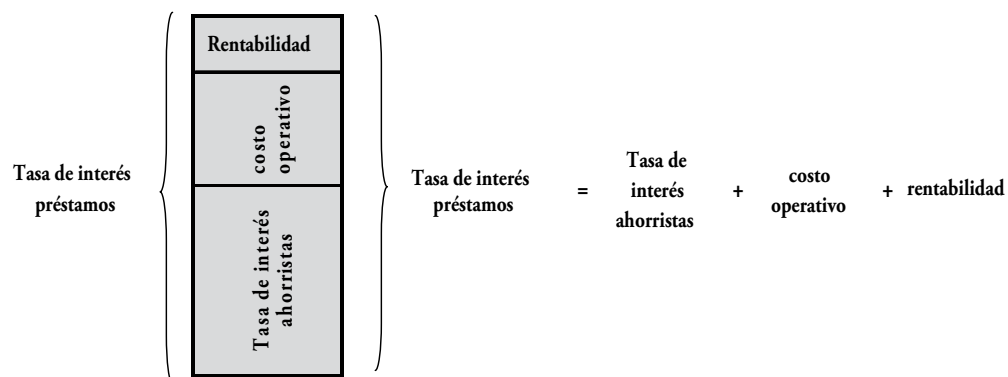 Tasa de interés
préstamos
Rentabilidad
costo
operativo
Tasa de interés
ahorristas
Tasa de interés
préstamos
=
Tasa de
interés
ahorristas
+
costo
operativo
+ rentabilidad